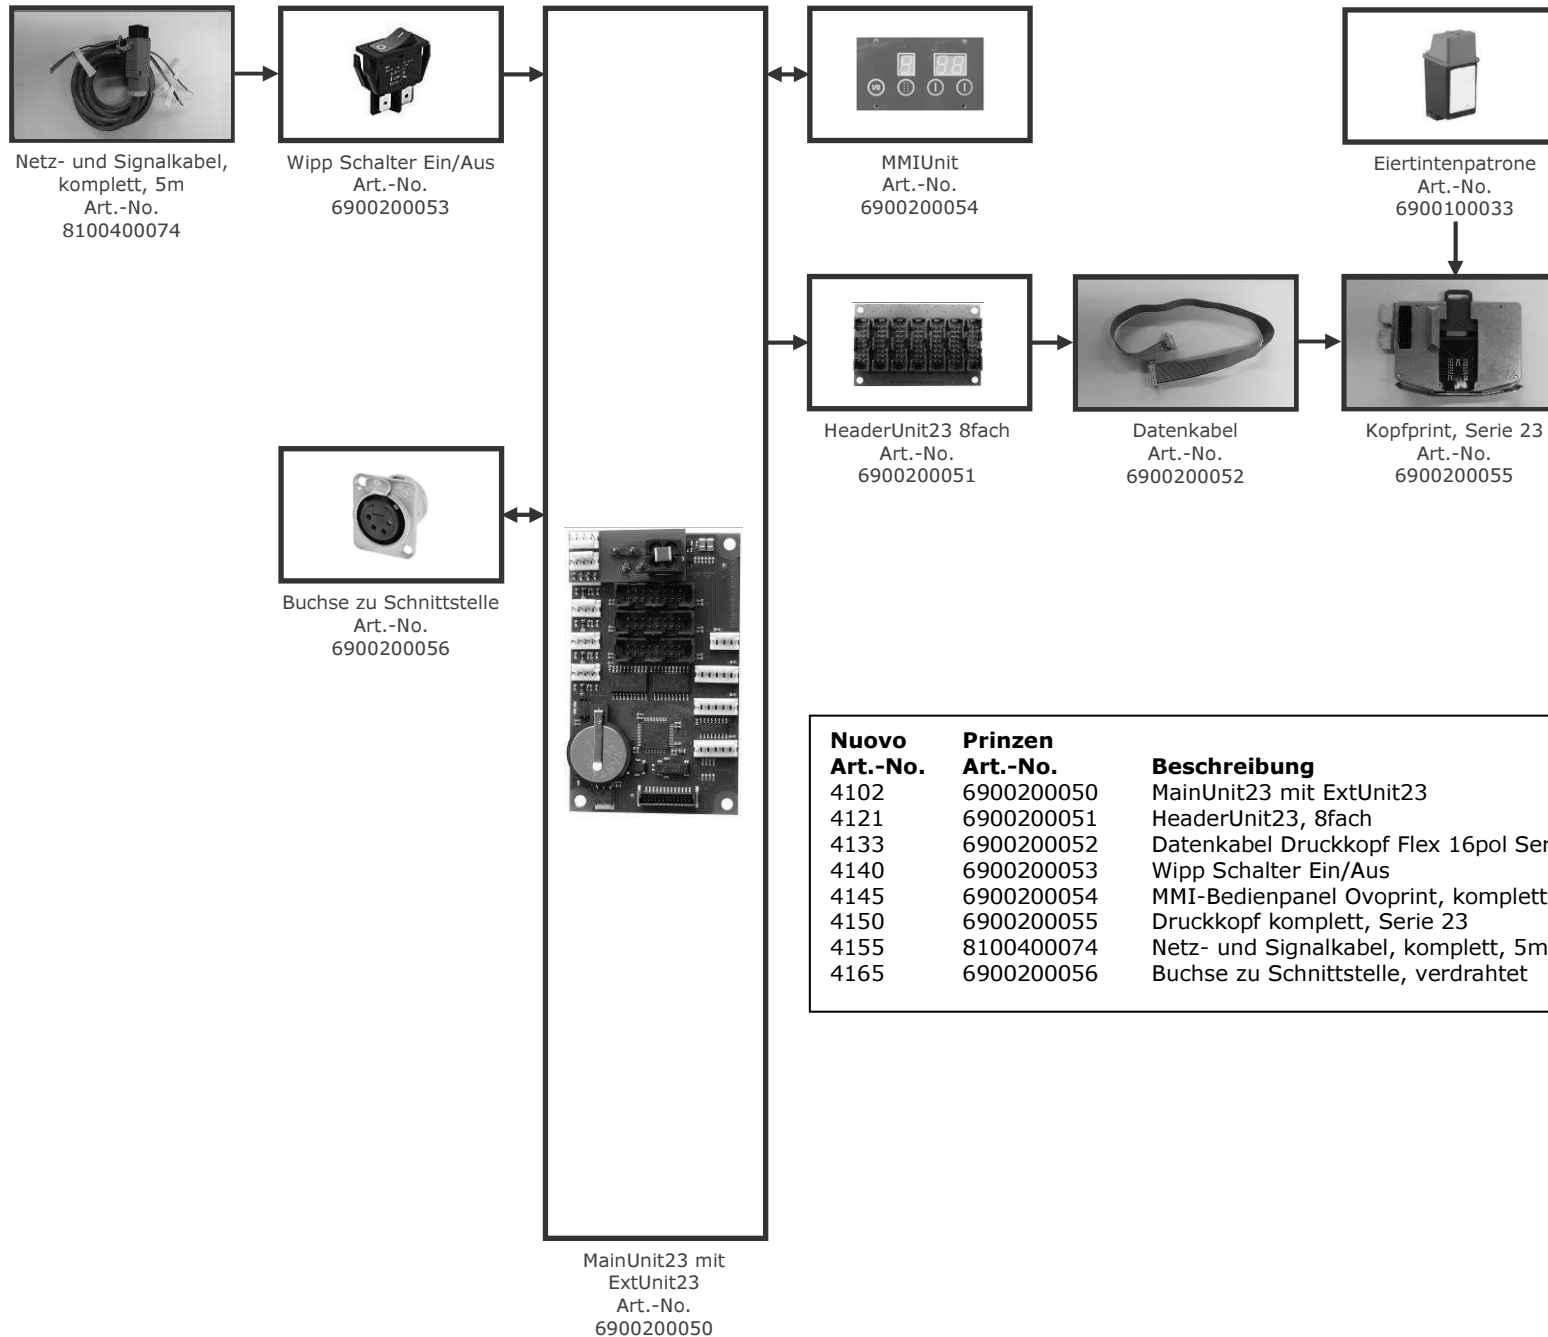 Netz- und Signalkabel,
komplett, 5m
Art.-No.
8100400074
Wipp Schalter Ein/Aus
Art.-No.
6900200053
MMIUnit
Art.-No.
6900200054
Eiertintenpatrone
Art.-No.
6900100033
HeaderUnit23 8fach
Art.-No.
6900200051
Datenkabel
Art.-No.
6900200052
Kopfprint, Serie 23
Art.-No.
6900200055
Buchse zu Schnittstelle
Art.-No.
6900200056
Nuovo Prinzen
Art.-No. Art.-No. Beschreibung
4102 6900200050 MainUnit23 mit ExtUnit23
4121 6900200051 HeaderUnit23, 8fach
4133 6900200052 Datenkabel Druckkopf Flex 16pol Ser
4140 6900200053 Wipp Schalter Ein/Aus
4145 6900200054 MMI-Bedienpanel Ovoprint, komplett
4150 6900200055 Druckkopf komplett, Serie 23
4155 8100400074 Netz- und Signalkabel, komplett, 5m
4165 6900200056 Buchse zu Schnittstelle, verdrahtet
MainUnit23 mit
ExtUnit23
Art.-No.
6900200050